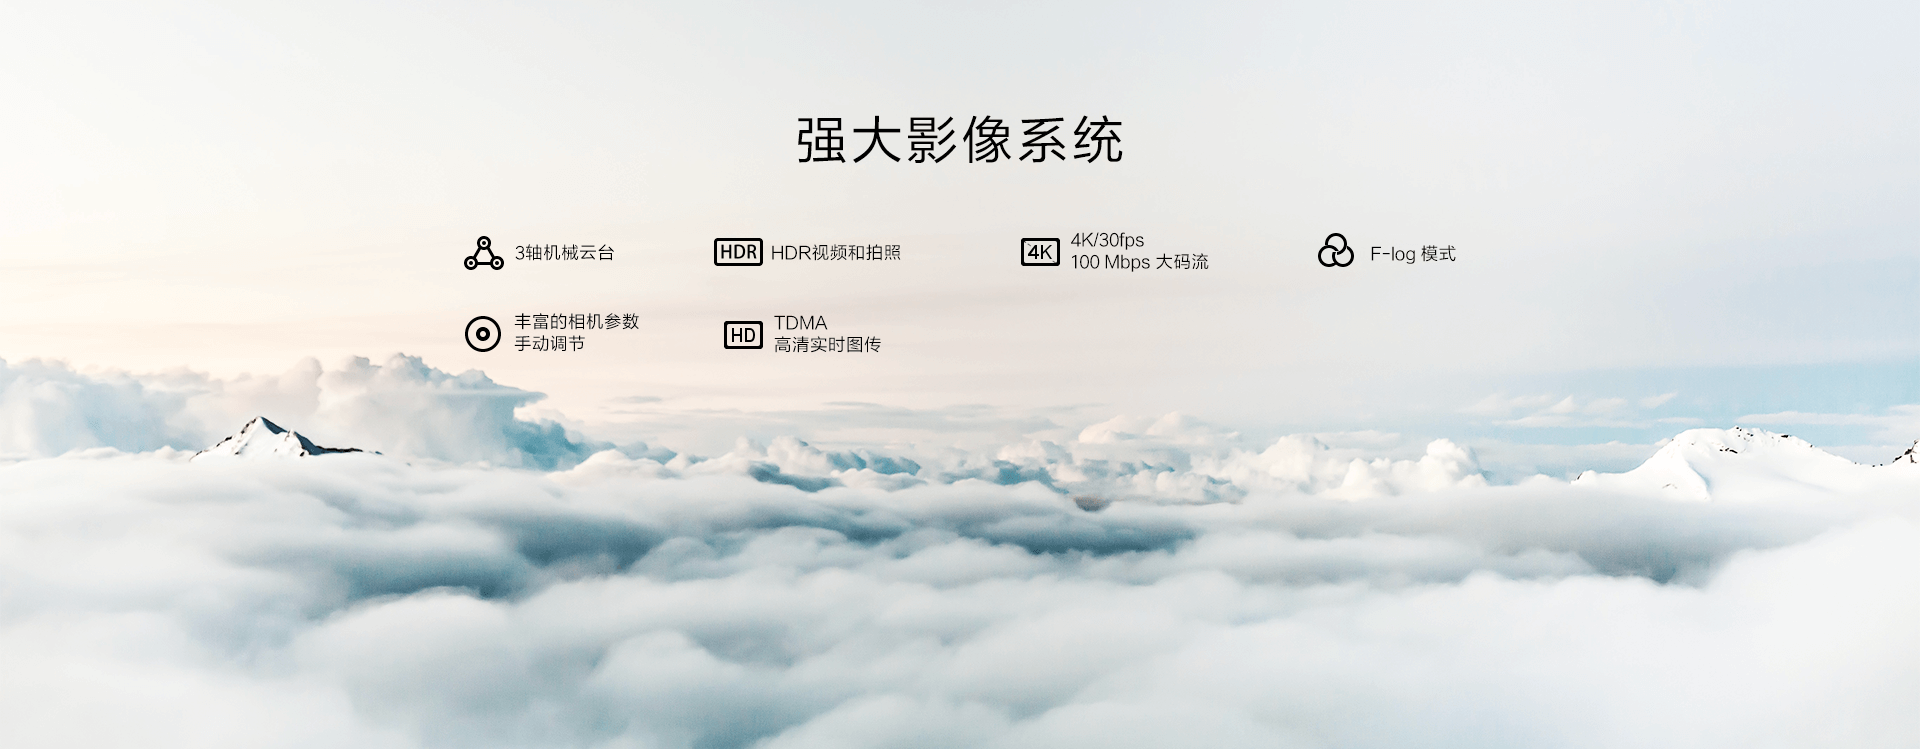 强大影像系统
3轴机械云台
HDR
HDR视频和拍照
4K
4K/30fps
100 Mbps 大码流
F-log 模式
丰富的相机参数
手动调节
HD
TDMA
高清实时图传